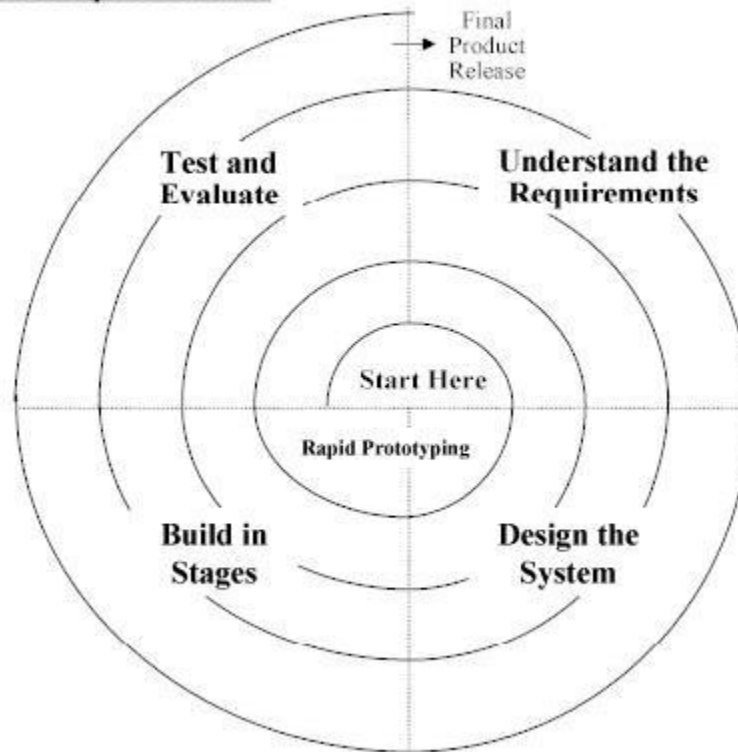 Final
Product
Release
Test and
Evaluate
Understand the
Requirements
Start Here
Rapid Prototyping
Build in
Stages
Design the
System